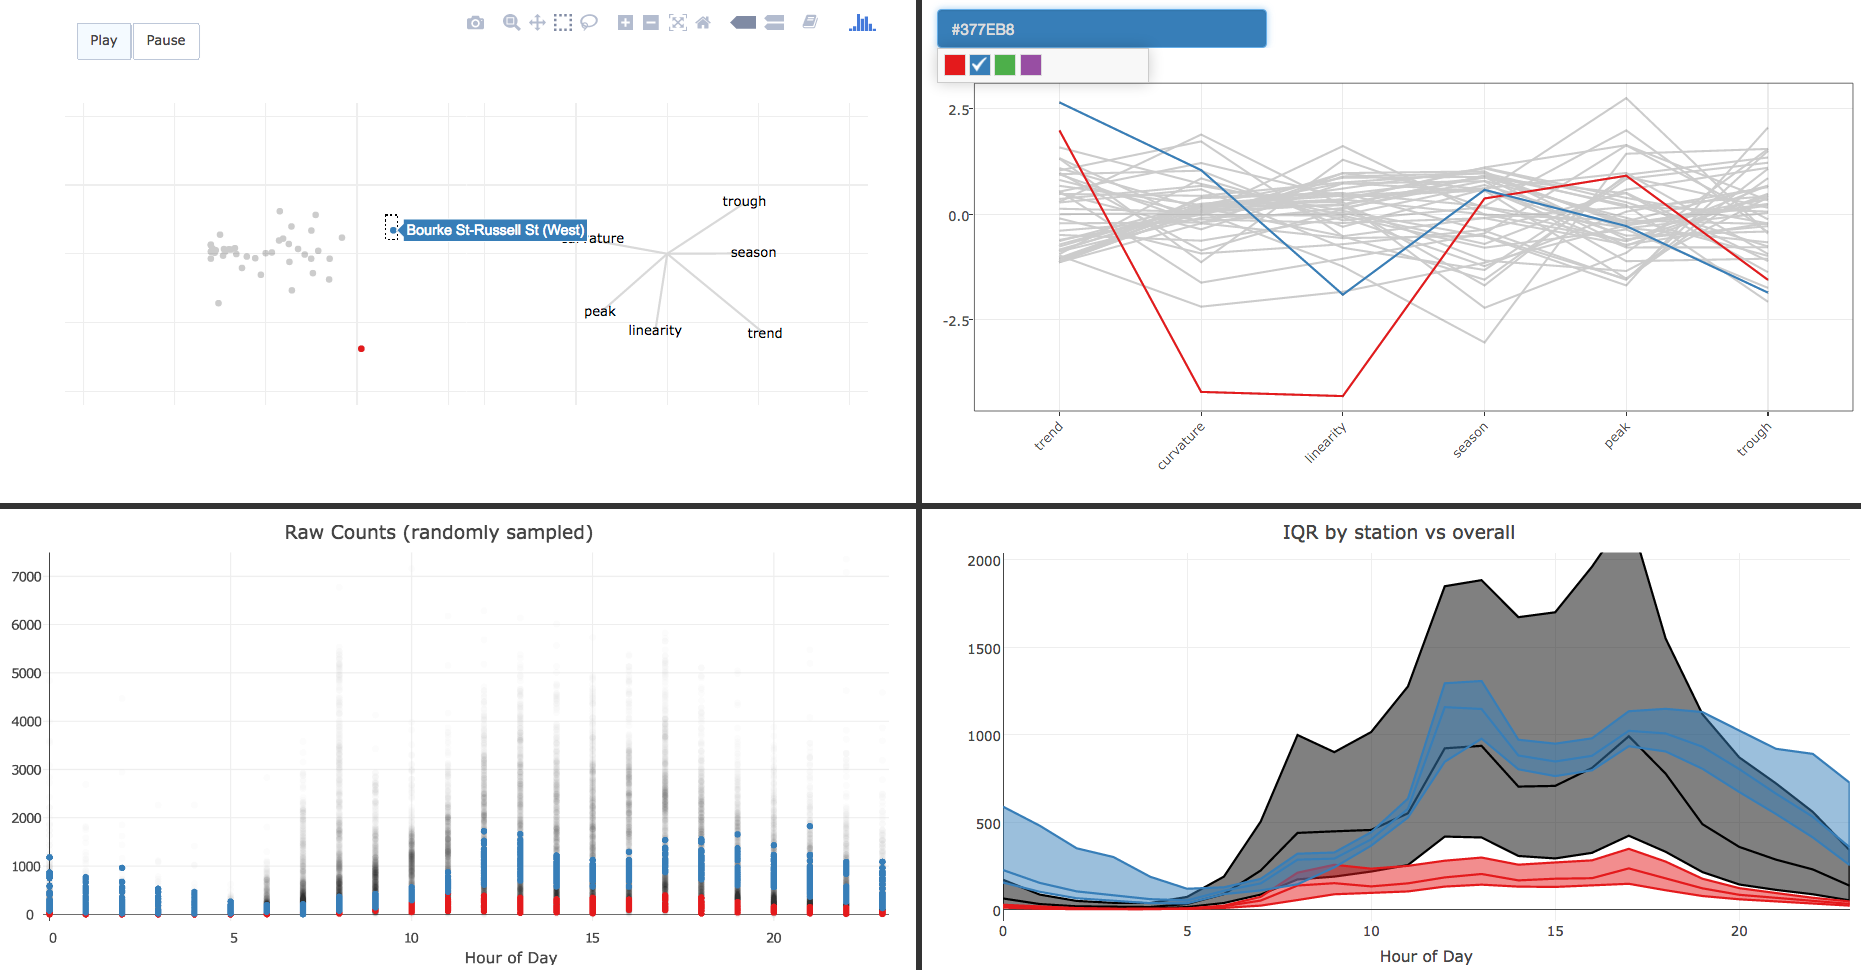 Play
Pause
trough
Bourke St-Russell St (West)
season
peak
linearity
trend
#377EB8
2.5
0.0
-2.5
trend
curvature
linearity
season
peak
trough
Raw Counts (randomly sampled)
7000
6000
5000
4000
3000
2000
1000
0
0
5
10
15
20
Hour of Day
IQR by station vs overall
2000
1500
1000
500
0
0
5
10
15
20
Hour of Day